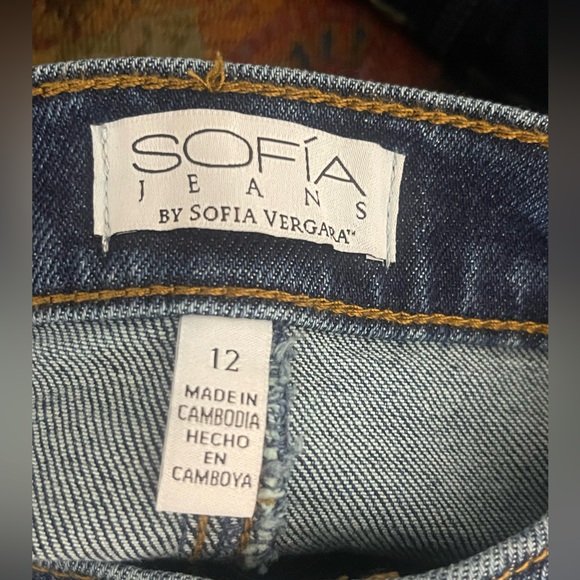 SOFíA
JEANS
BY SOFIA VERGARA™
12
MADE IN
CAMBODIA
HECHO
EN
CAMBOYA